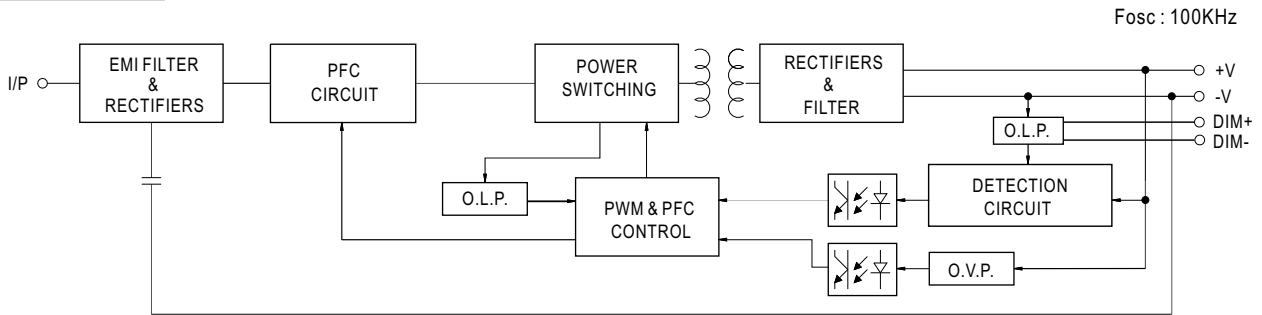 Fosc : 100KHz
I/P
EMI FILTER
&
RECTIFIERS
PFC
CIRCUIT
POWER
SWITCHING
RECTIFIERS
&
FILTER
+V
-V
DIM+
DIM-
O.L.P.
O.L.P.
PWM & PFC
CONTROL
DETECTION
CIRCUIT
O.V.P.